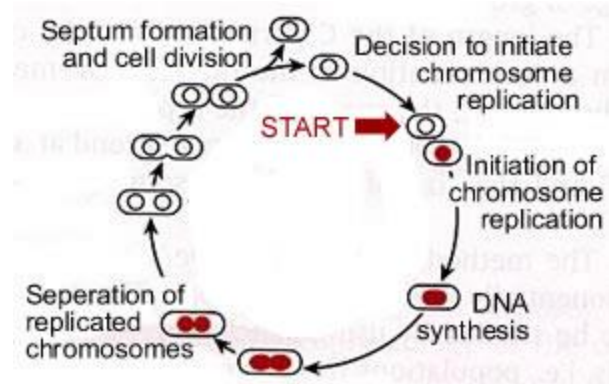 Septum formation
and cell division
Decision to initiate
chromosome
replication
START
Initiation of
chromosome
replication
DNA
synthesis
Seperation of
replicated
chromosomes